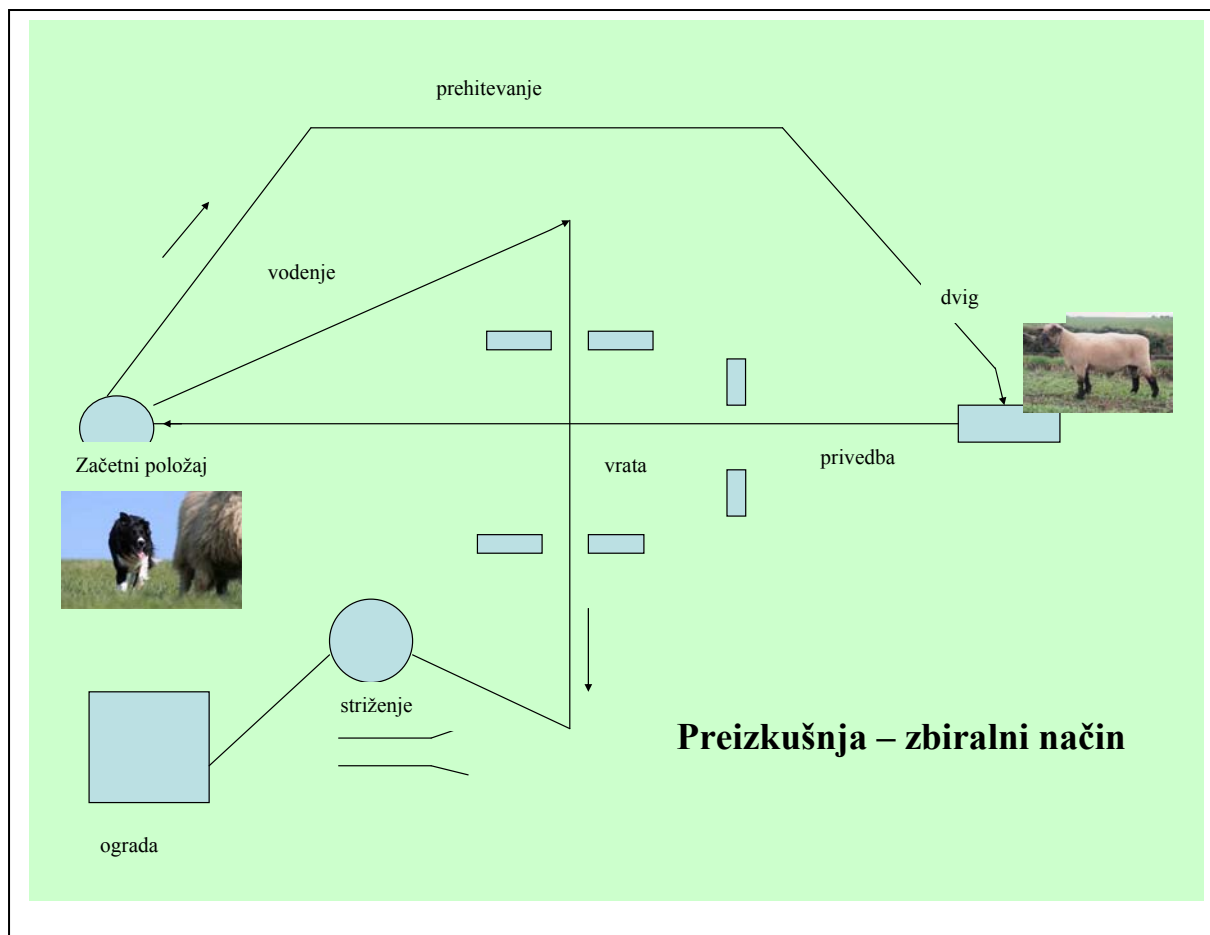 prehitevanje
vodenje
dvig
Začetni položaj
vrata
privedba
striženje
Preizkušnja – zbiralni način
ograda